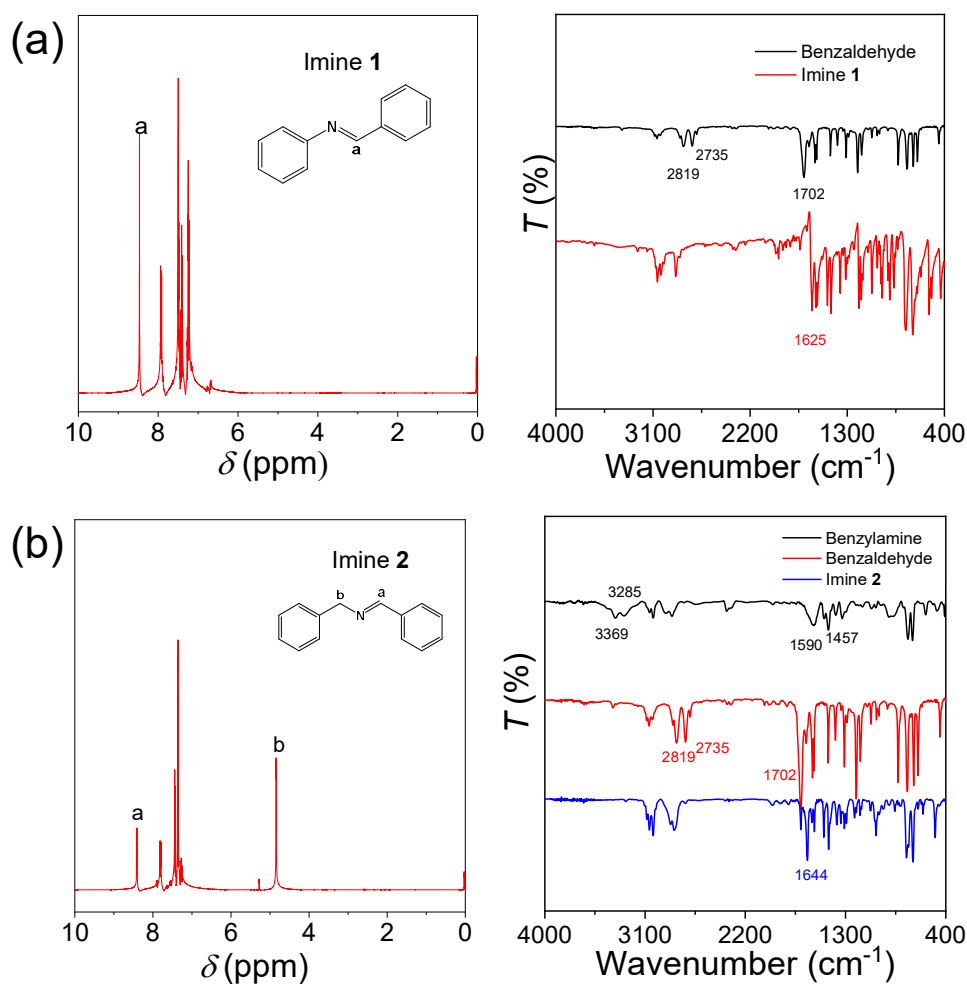 (a)
Imine 1
a
N
a
10 8 6 4 2 0
δ (ppm)
Benzaldehyde
Imine 1
2735
2819
1702
1625
T (%)
4000 3100 2200 1300 400
Wavenumber (cm-1)
(b)
Imine 2
b a
N
b
a
10 8 6 4 2 0
δ (ppm)
Benzylamine
Benzaldehyde
Imine 2
3285
3369
1590 1457
2819 2735
1702
1644
T (%)
4000 3100 2200 1300 400
Wavenumber (cm-1)